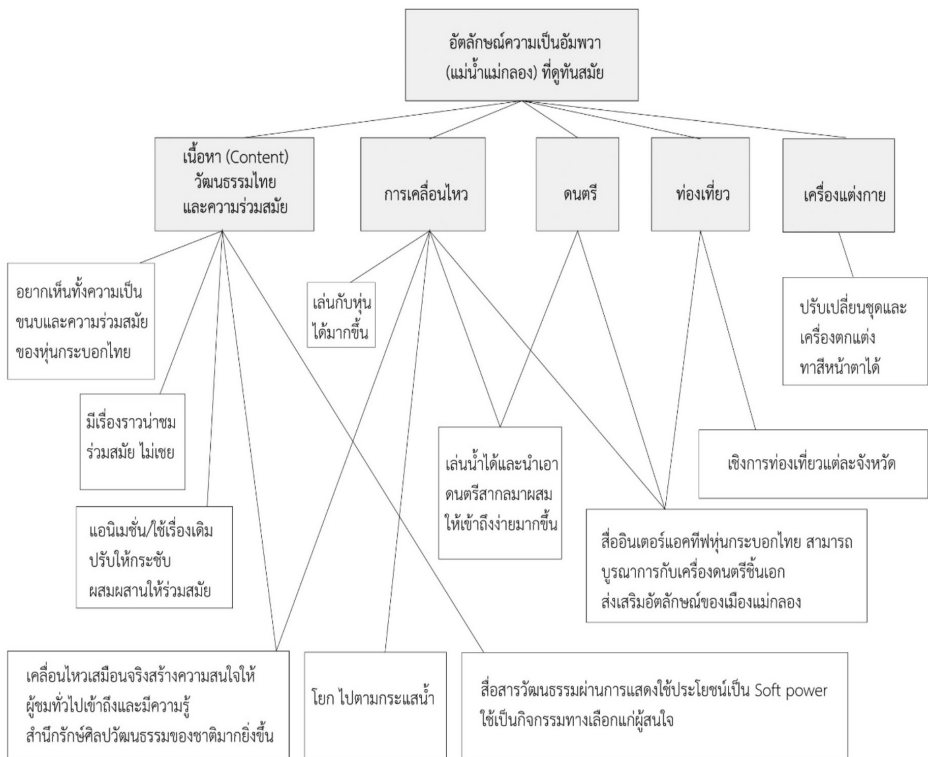 อัตลักษณ์ความเป็นอัมพวา
(แม่น้ำแม่กลอง) ที่ดูทันสมัย
เนื้อหา (Content)
วัฒนธรรมไทย
และความร่วมสมัย
การเคลื่อนไหว
ดนตรี
ท่องเที่ยว
เครื่องแต่งกาย
อยากเห็นทั้งความเป็น
ขนบและความร่วมสมัย
ของหุ่นกระบอกไทย
เล่นกับหุ่น
ได้มากขึ้น
ปรับเปลี่ยนชุดและ
เครื่องตกแต่ง
ทาสีหน้าตาได้
มีเรื่องราวน่าชม
ร่วมสมัย ไม่เชย
เล่นน้ำได้และนำเอา
ดนตรีสากลมาผสม
ให้เข้าถึงง่ายมากขึ้น
เชิงการท่องเที่ยวแต่ละจังหวัด
แอนิเมชั่น/ใช้เรื่องเดิม
ปรับให้กระชับ
ผสมผสานให้ร่วมสมัย
สื่ออินเตอร์แอคทีฟหุ่นกระบอกไทย สามารถ
บูรณาการกับเครื่องดนตรีชิ้นเอก
ส่งเสริมอัตลักษณ์ของเมืองแม่กลอง
เคลื่อนไหวเสมือนจริงสร้างความสนใจให้
ผู้ชมทั่วไปเข้าถึงและมีความรู้
สำนึกรักษ์ศิลปวัฒนธรรมของชาติมากยิ่งขึ้น
โยก ไปตามกระแสน้ำ
สื่อสารวัฒนธรรมผ่านการแสดงใช้ประโยชน์เป็น Soft power
ใช้เป็นกิจกรรมทางเลือกแก่ผู้สนใจ